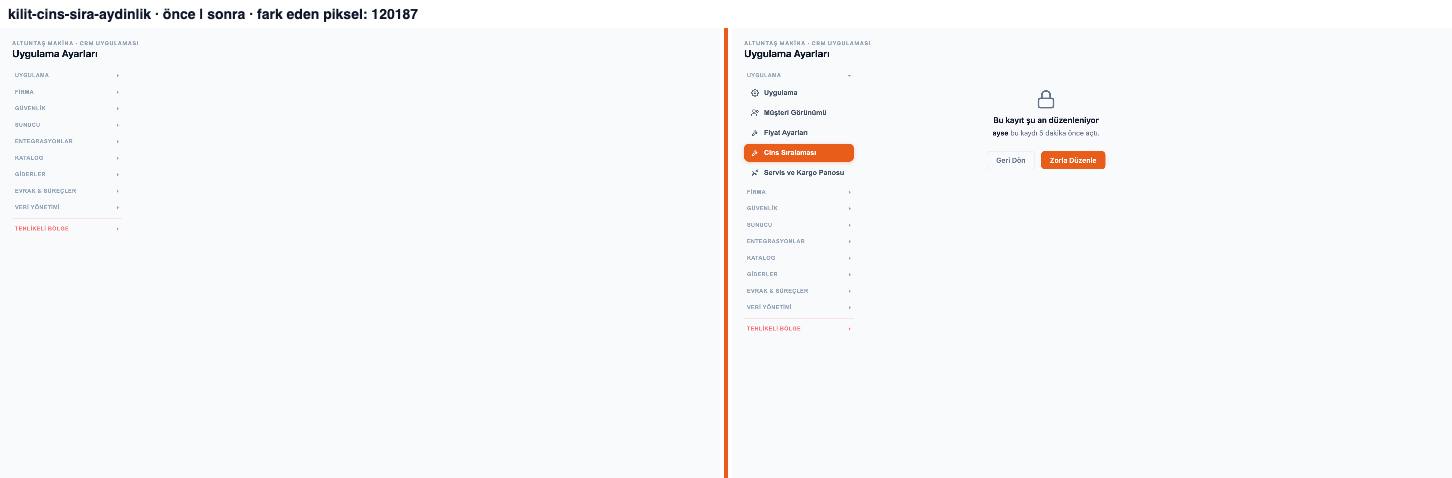 kilit-cins-sira-aydinlik · önce | sonra · fark eden piksel: 120187
ALTUNTAŞ MAKİNA · CRM UYGULAMASI
Uygulama Ayarları
UYGULAMA
FİRMA
GÜVENLİK
SUNUCU
ENTEGRASYONLAR
KATALOG
GİDERLER
EVRAK & SÜREÇLER
VERİ YÖNETİMİ
TEHLİKELİ BÖLGE
ALTUNTAŞ MAKİNA · CRM UYGULAMASI
Uygulama Ayarları
UYGULAMA
Uygulama
Müşteri Görünümü
Fiyat Ayarları
Cins Sıralaması
Servis ve Kargo Panosu
FİRMA
GÜVENLİK
SUNUCU
ENTEGRASYONLAR
KATALOG
GİDERLER
EVRAK & SÜREÇLER
VERİ YÖNETİMİ
TEHLİKELİ BÖLGE
Bu kayıt şu an düzenleniyor
ayse bu kaydı 5 dakika önce açtı.
Geri Dön
Zorla Düzenle